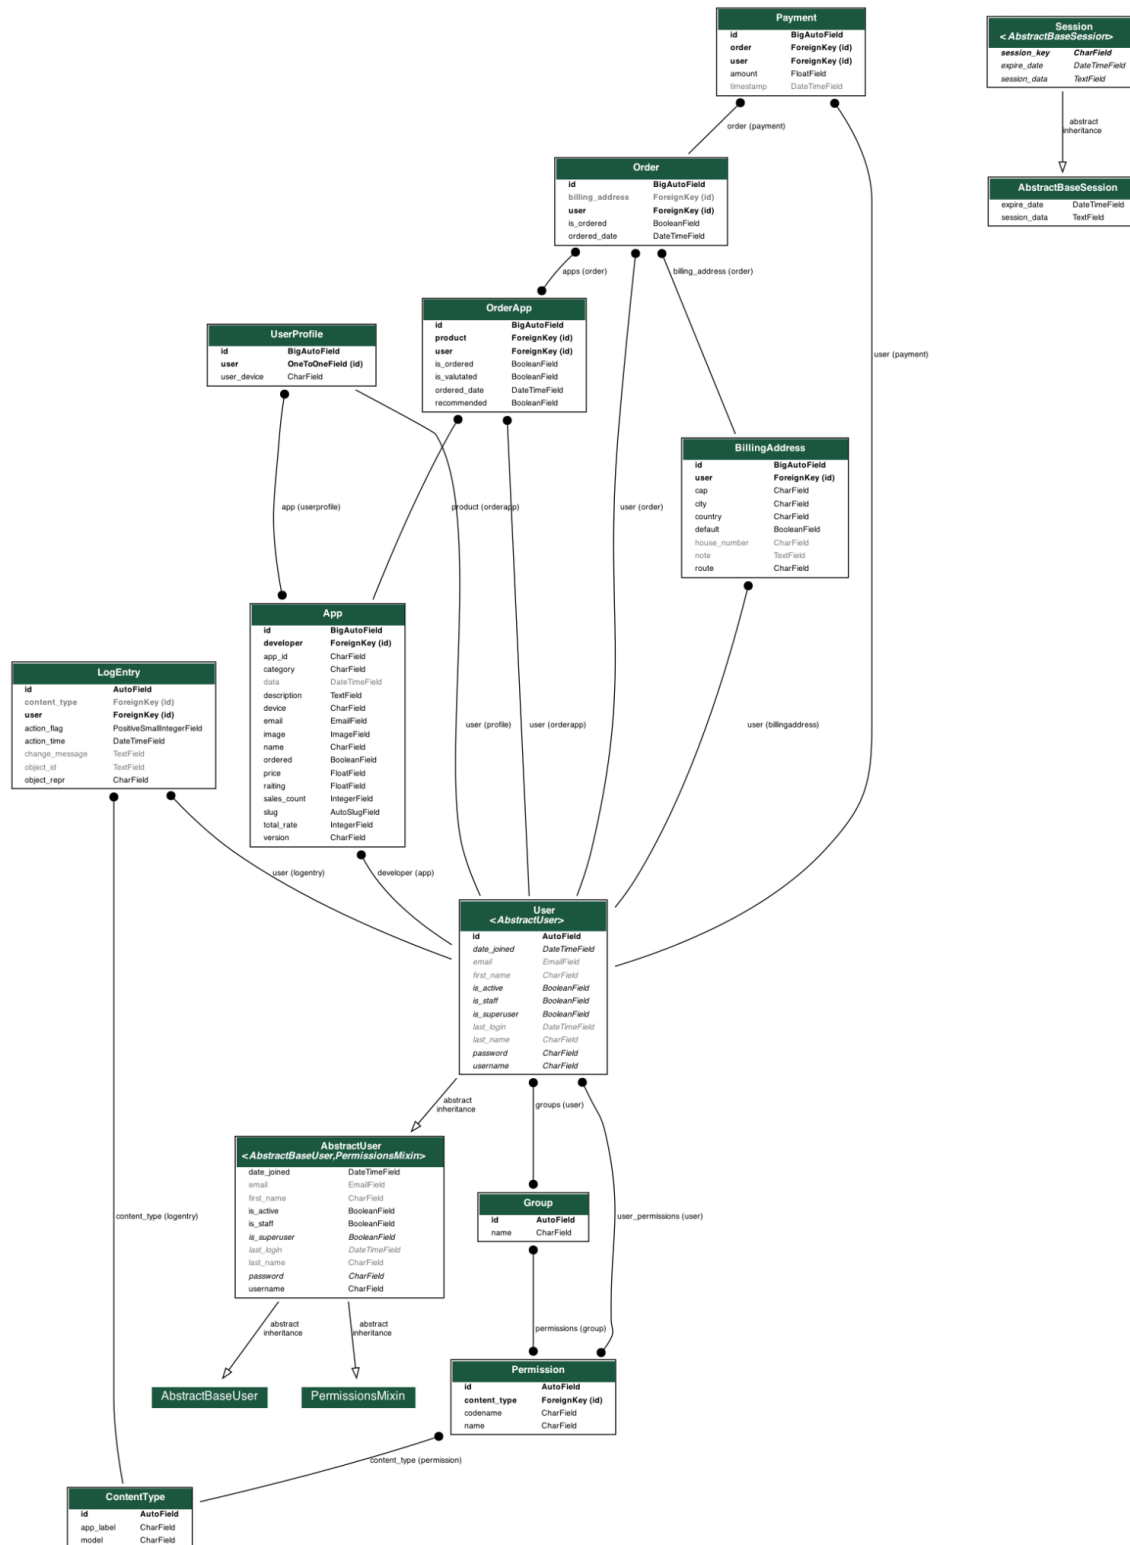 Payment
id BigAutoField
order ForeignKey (id)
user ForeignKey (id)
amount FloatField
timestamp DateTimeField
Session
<AbstractBaseSession>
session_key CharField
expire_date DateTimeField
session_data TextField
order (payment)
abstract
inheritance
Order
id BigAutoField
billing_address ForeignKey (id)
user ForeignKey (id)
is_ordered BooleanField
ordered_date DateTimeField
AbstractBaseSession
expire_date DateTimeField
session_data TextField
apps (order)
billing_address (order)
OrderApp
id BigAutoField
product ForeignKey (id)
user ForeignKey (id)
is_ordered BooleanField
is_valutated BooleanField
ordered_date DateTimeField
recommended BooleanField
UserProfile
id BigAutoField
user OneToOneField (id)
user_device CharField
user (payment)
BillingAddress
id BigAutoField
user ForeignKey (id)
cap CharField
city CharField
country CharField
default BooleanField
house_number CharField
note TextField
route CharField
app (userprofile)
product (orderapp)
user (order)
App
id BigAutoField
developer ForeignKey (id)
app_id CharField
category CharField
data DateTimeField
description TextField
device CharField
email EmailField
image ImageField
name CharField
ordered BooleanField
price FloatField
raiting FloatField
sales_count IntegerField
slug AutoSlugField
total_rate IntegerField
version CharField
LogEntry
id AutoField
content_type ForeignKey (id)
user ForeignKey (id)
action_flag PositiveSmallIntegerField
action_time DateTimeField
change_message TextField
object_id TextField
object_repr CharField
user (profile)
user (orderapp)
user (billingaddress)
user (logentry)
developer (app)
User
<AbstractUser>
id AutoField
date_joined DateTimeField
email EmailField
first_name CharField
is_active BooleanField
is_staff BooleanField
is_superuser BooleanField
last_login DateTimeField
last_name CharField
password CharField
username CharField
abstract
inheritance
groups (user)
AbstractUser
<AbstractBaseUser,PermissionsMixin>
date_joined DateTimeField
email EmailField
first_name CharField
is_active BooleanField
is_staff BooleanField
is_superuser BooleanField
last_login DateTimeField
last_name CharField
password CharField
username CharField
Group
id AutoField
name CharField
content_type (logentry)
user_permissions (user)
abstract
inheritance
abstract
inheritance
permissions (group)
AbstractBaseUser
PermissionsMixin
Permission
id AutoField
content_type ForeignKey (id)
codename CharField
name CharField
content_type (permission)
ContentType
id AutoField
app_label CharField
model CharField